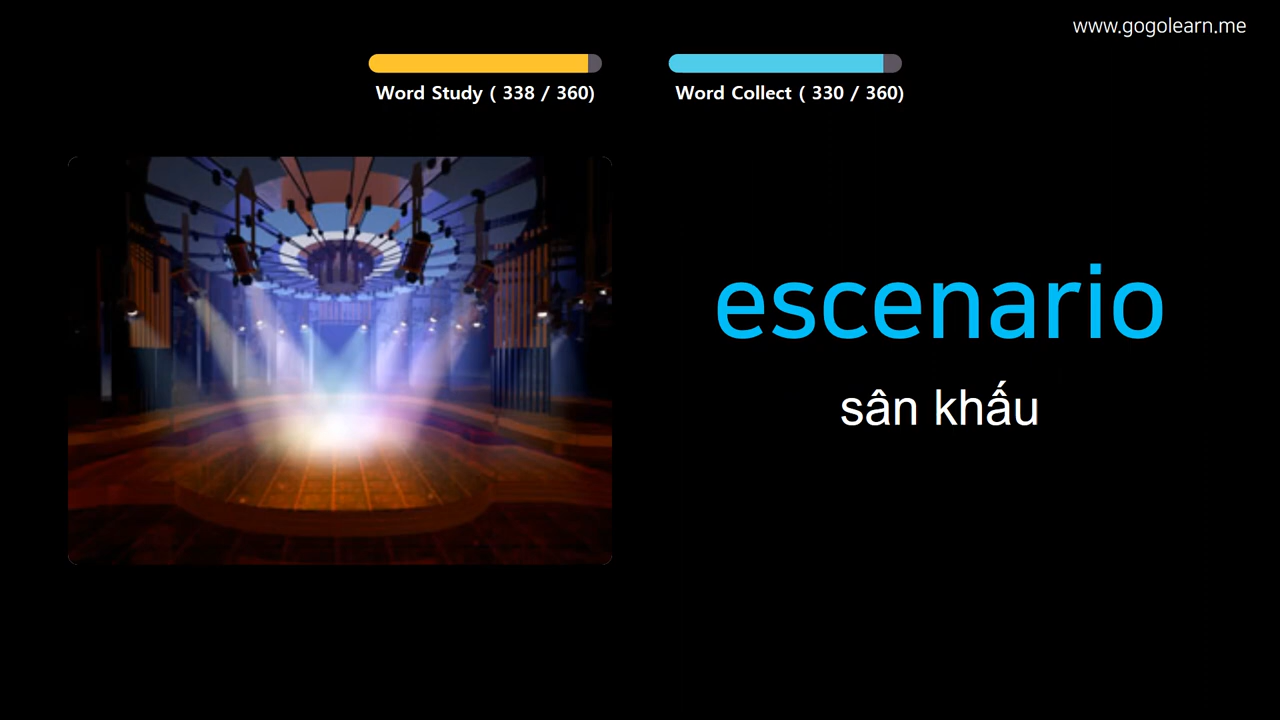 www.gogolearn.me
Word Study ( 338 / 360)
Word Collect ( 330 / 360)
escenario
sân khấu